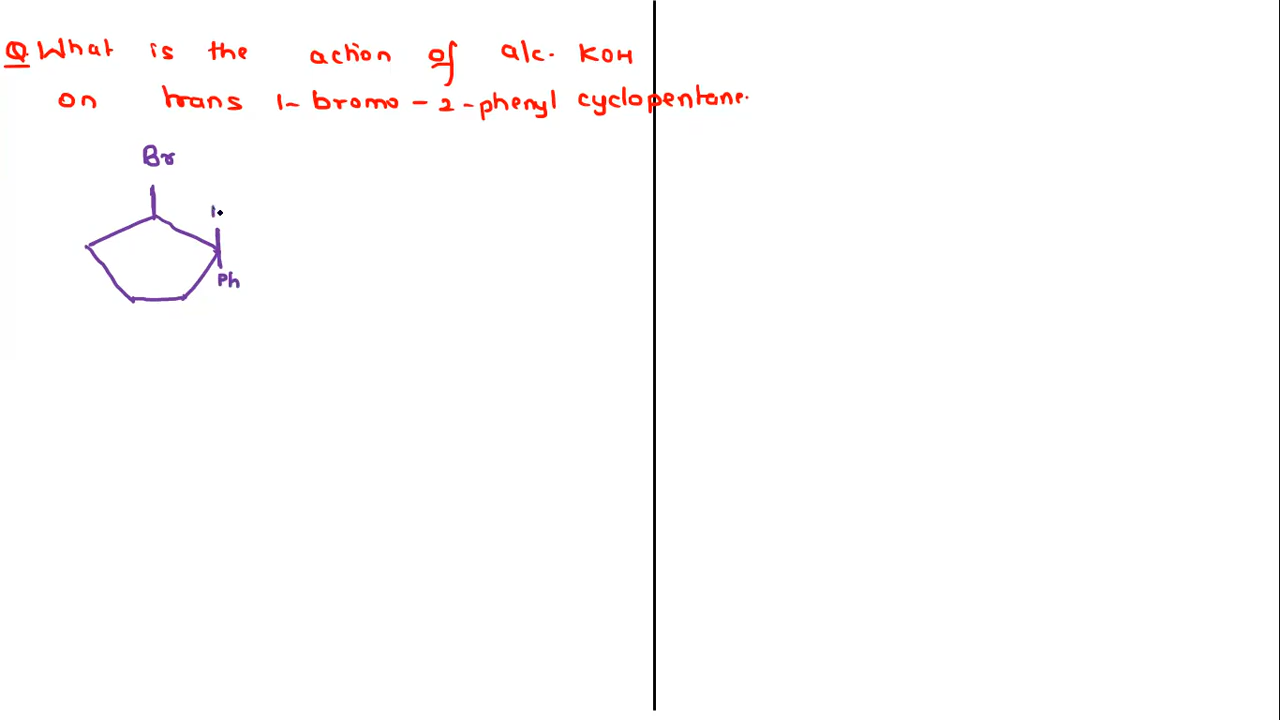 Q. What is the action of alc. KOH
on trans 1- bromo - 2 - phenyl cyclopentane.
Br
Ph